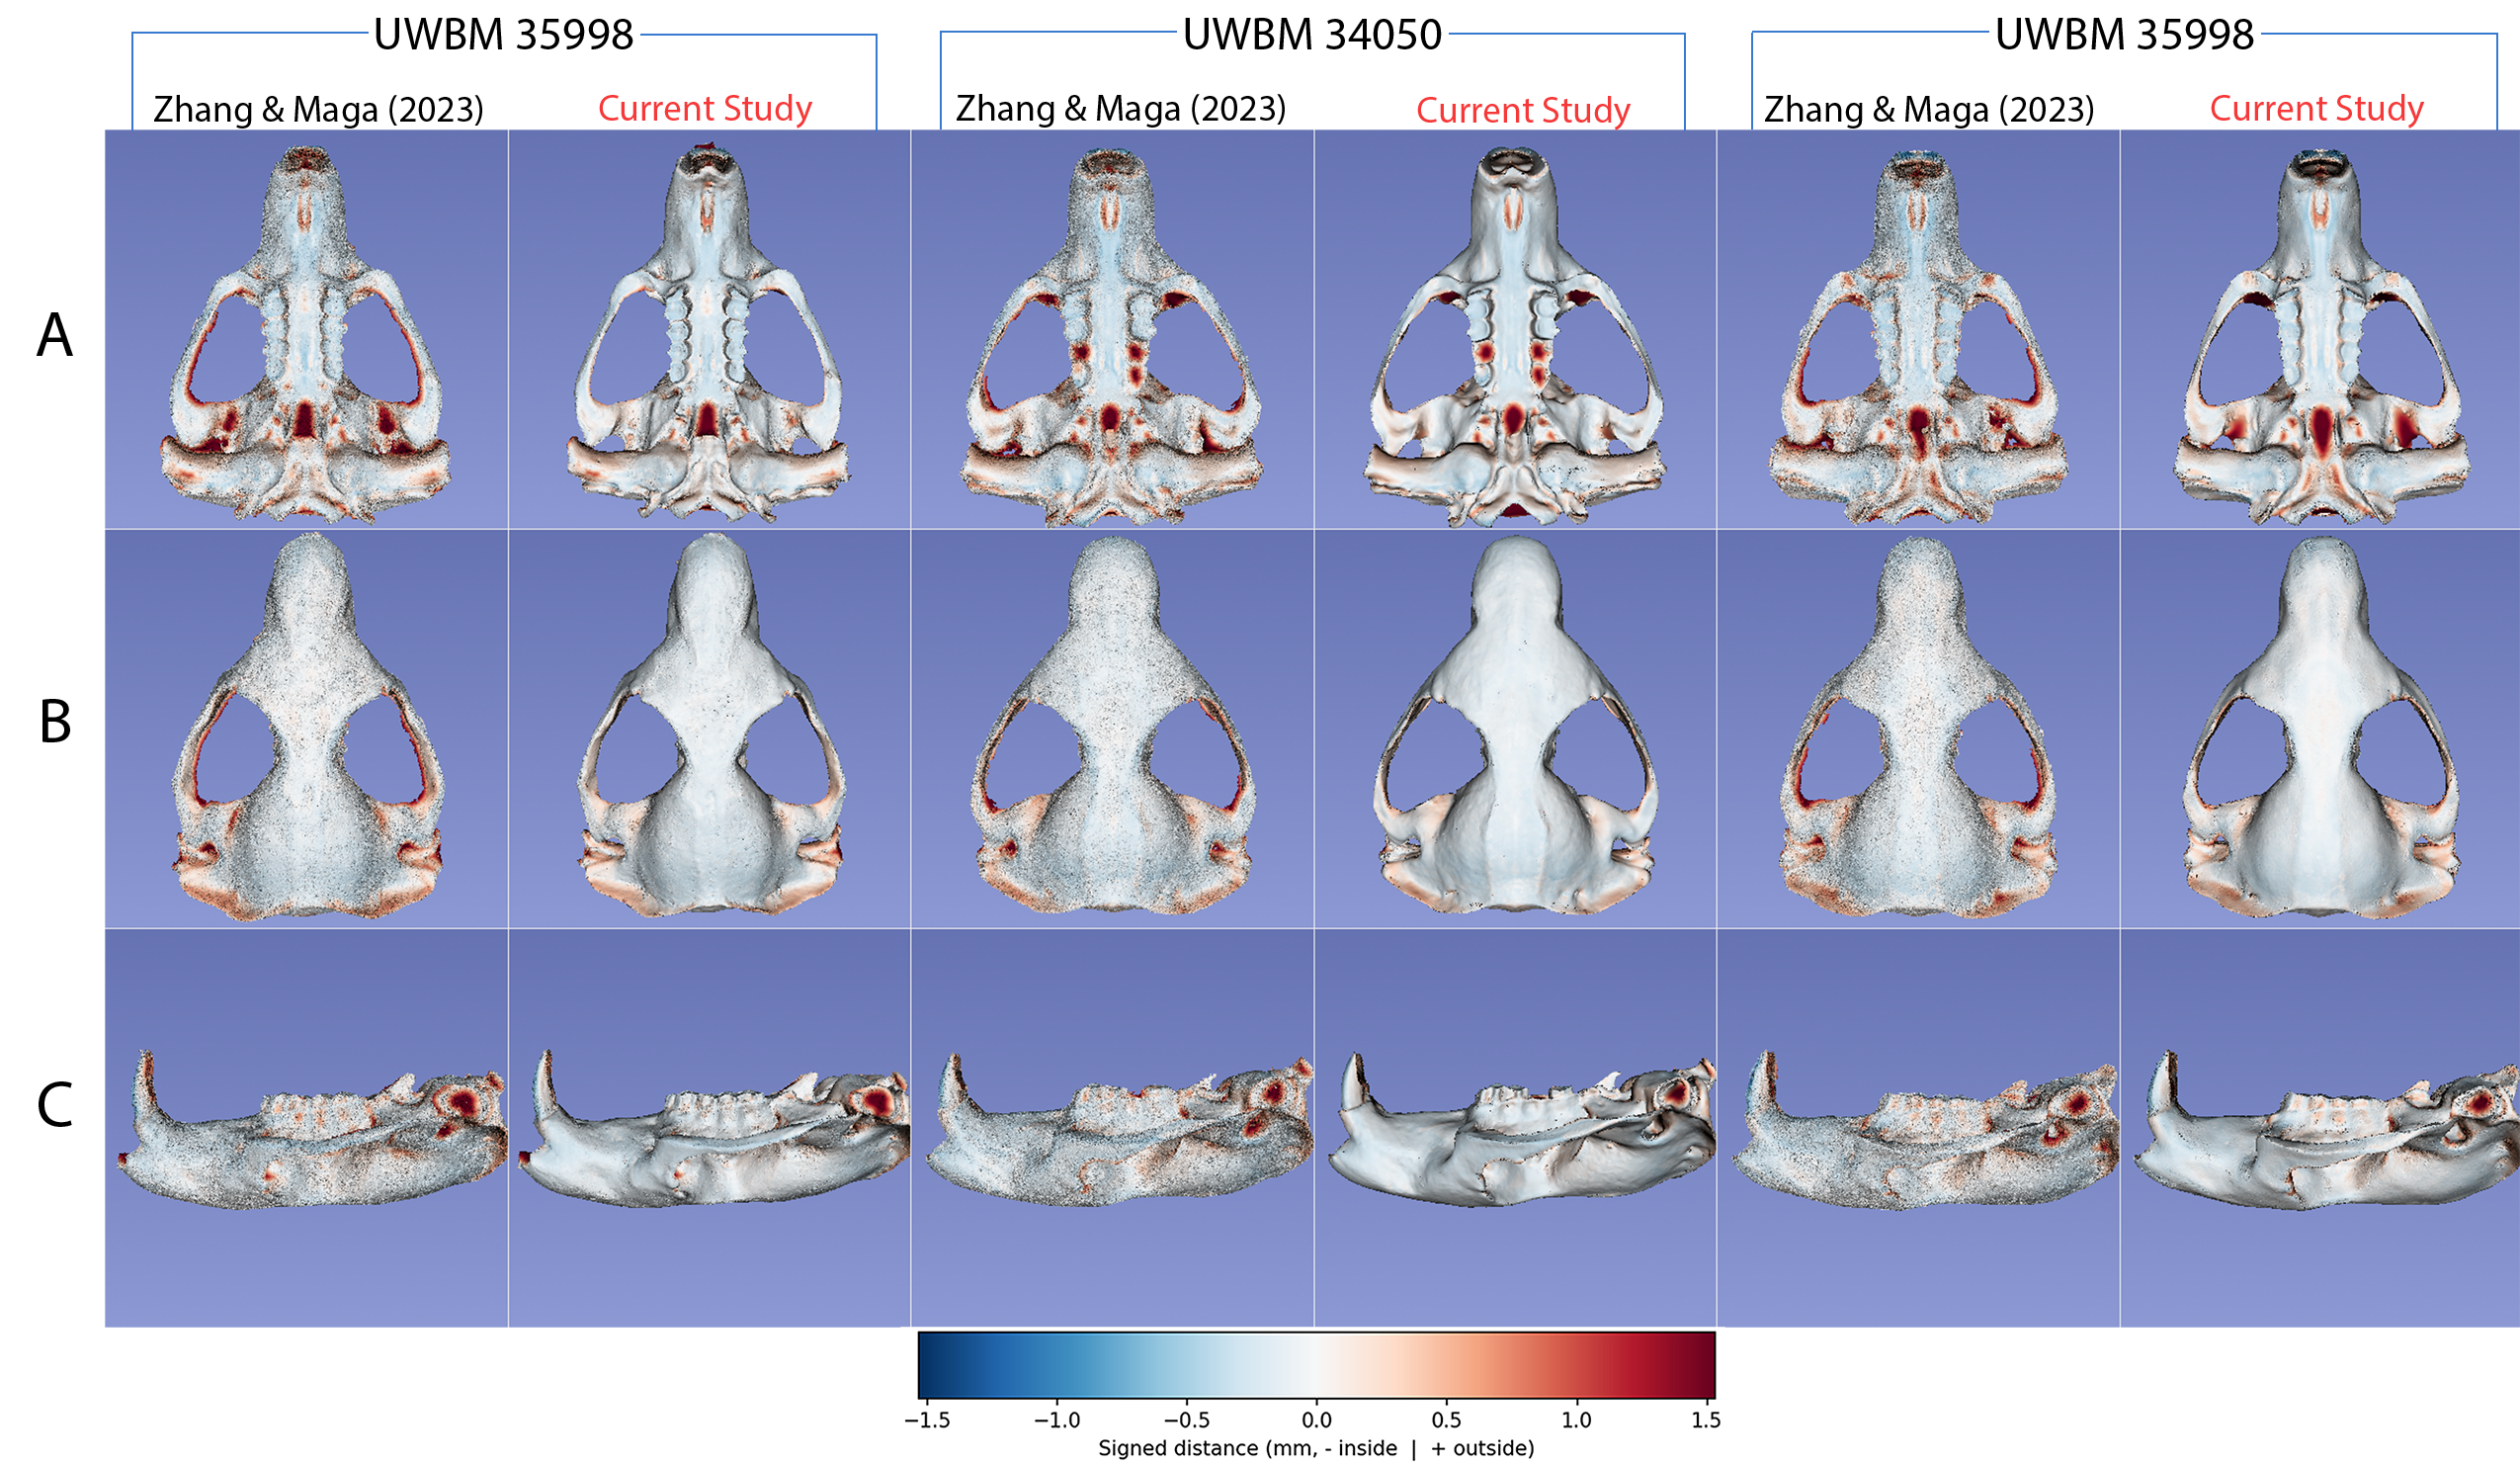 UWBM 35998 UWBM 34050 UWBM 35998
Zhang & Maga (2023) Current Study Zhang & Maga (2023) Current Study Zhang & Maga (2023) Current Study
A
B
C
−1.5 −1.0 −0.5 0.0 0.5 1.0 1.5
Signed distance (mm, - inside | + outside)